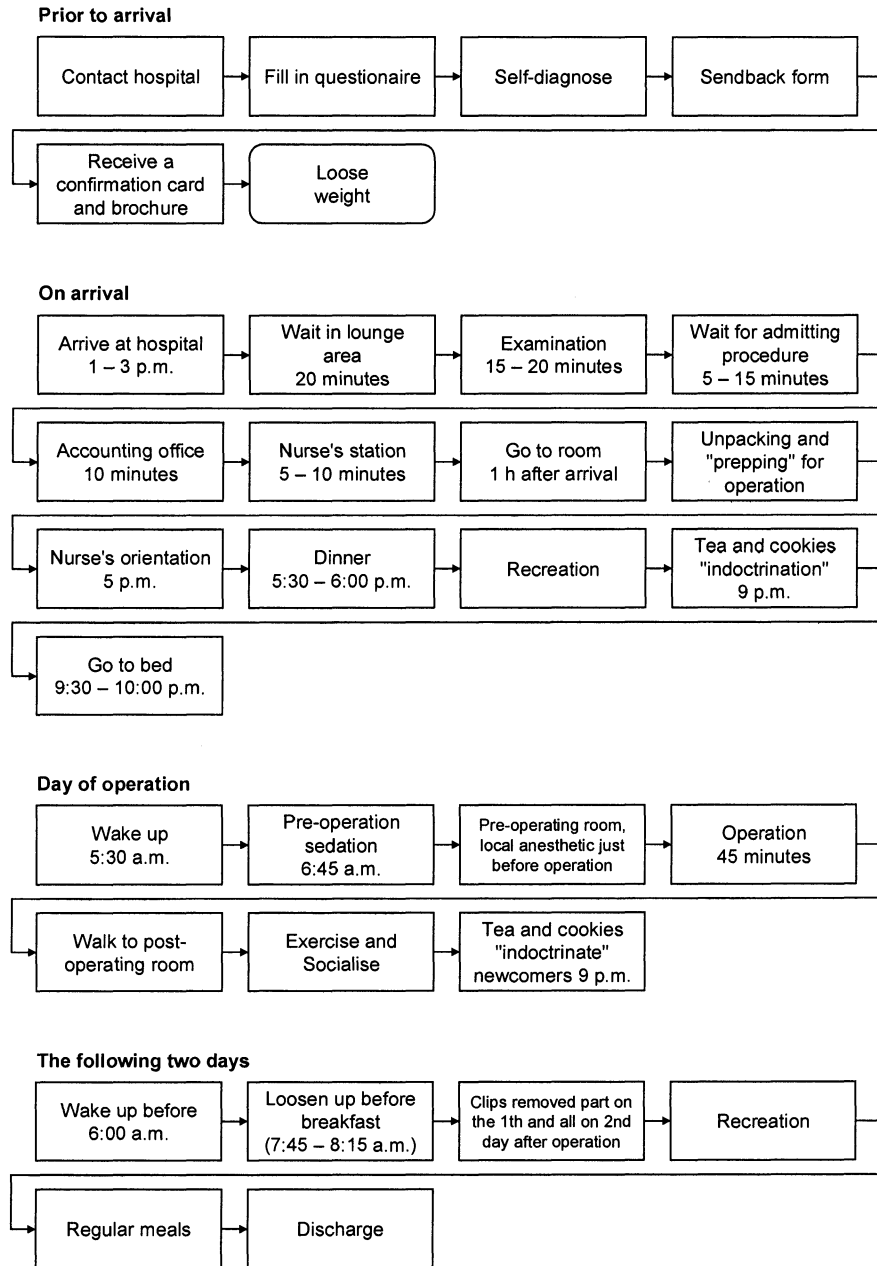 Prior to arrival
Contact hospital
Fill in questionaire
Self-diagnose
Sendback form
Receive a
confirmation card
and brochure
Loose
weight
On arrival
Arrive at hospital
1 – 3 p.m.
Wait in lounge
area
20 minutes
Examination
15 – 20 minutes
Wait for admitting
procedure
5 – 15 minutes
Accounting office
10 minutes
Nurse's station
5 – 10 minutes
Go to room
1 h after arrival
Unpacking and
"prepping" for
operation
Nurse's orientation
5 p.m.
Dinner
5:30 – 6:00 p.m.
Recreation
Tea and cookies
"indoctrination"
9 p.m.
Go to bed
9:30 – 10:00 p.m.
Day of operation
Wake up
5:30 a.m.
Pre-operation
sedation
6:45 a.m.
Pre-operating room,
local anesthetic just
before operation
Operation
45 minutes
Walk to post-
operating room
Exercise and
Socialise
Tea and cookies
"indoctrinate"
newcomers 9 p.m.
The following two days
Wake up before
6:00 a.m.
Loosen up before
breakfast
(7:45 – 8:15 a.m.)
Clips removed part on
the 1th and all on 2nd
day after operation
Recreation
Regular meals
Discharge